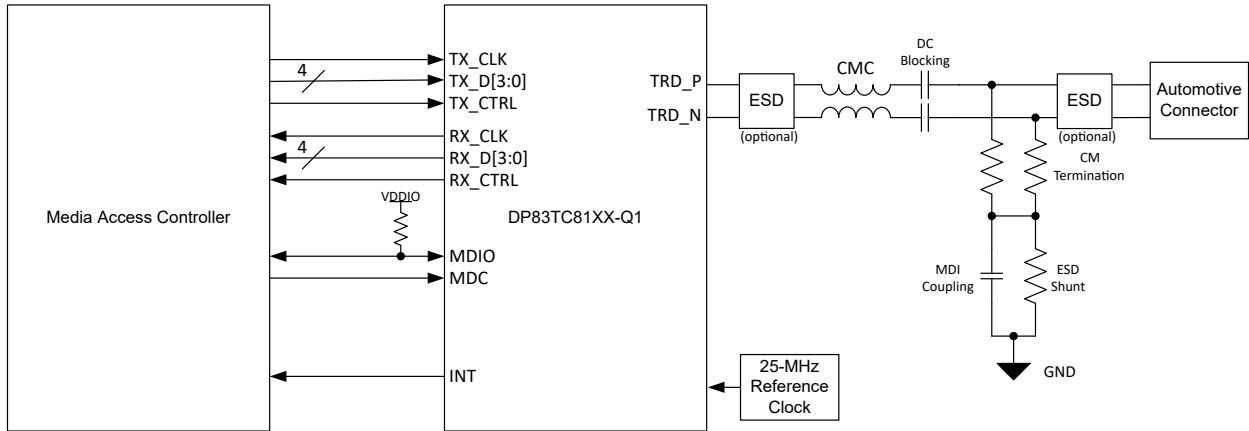 Media Access Controller
DP83TC81XX-Q1
TX_CLK
4
TX_D[3:0]
TX_CTRL
RX_CLK
4
RX_D[3:0]
RX_CTRL
VDDIO
MDIO
MDC
INT
TRD_P
TRD_N
25-MHz
Reference
Clock
ESD
(optional)
CMC
DC
Blocking
ESD
(optional)
Automotive
Connector
CM
Termination
MDI
Coupling
ESD
Shunt
GND